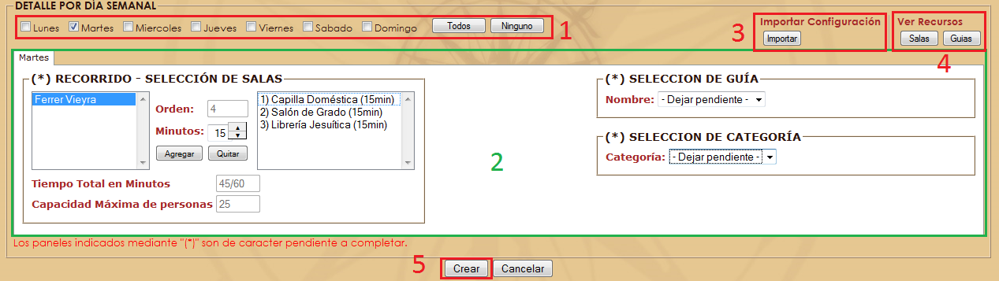 DETALLE POR DÍA SEMANAL
Lunes Martes Miercoles Jueves Viernes Sabado Domingo Todos Ninguno 1
3 Importar Configuración
Importar
Ver Recursos
Salas Guias
4
Martes
(*) RECORRIDO - SELECCIÓN DE SALAS
Ferrer Vieyra
Orden: 4
Minutos: 15
Agregar Quitar
1) Capilla Doméstica (15min)
2) Salón de Grado (15min)
3) Librería Jesuítica (15min)
Tiempo Total en Minutos 45/60
Capacidad Máxima de personas 25
2
(*) SELECCION DE GUÍA
Nombre: - Dejar pendiente -
(*) SELECCION DE CATEGORÍA
Categoría: - Dejar pendiente -
Los paneles indicados mediante "(*)" son de caracter pendiente a completar.
5 Crear Cancelar